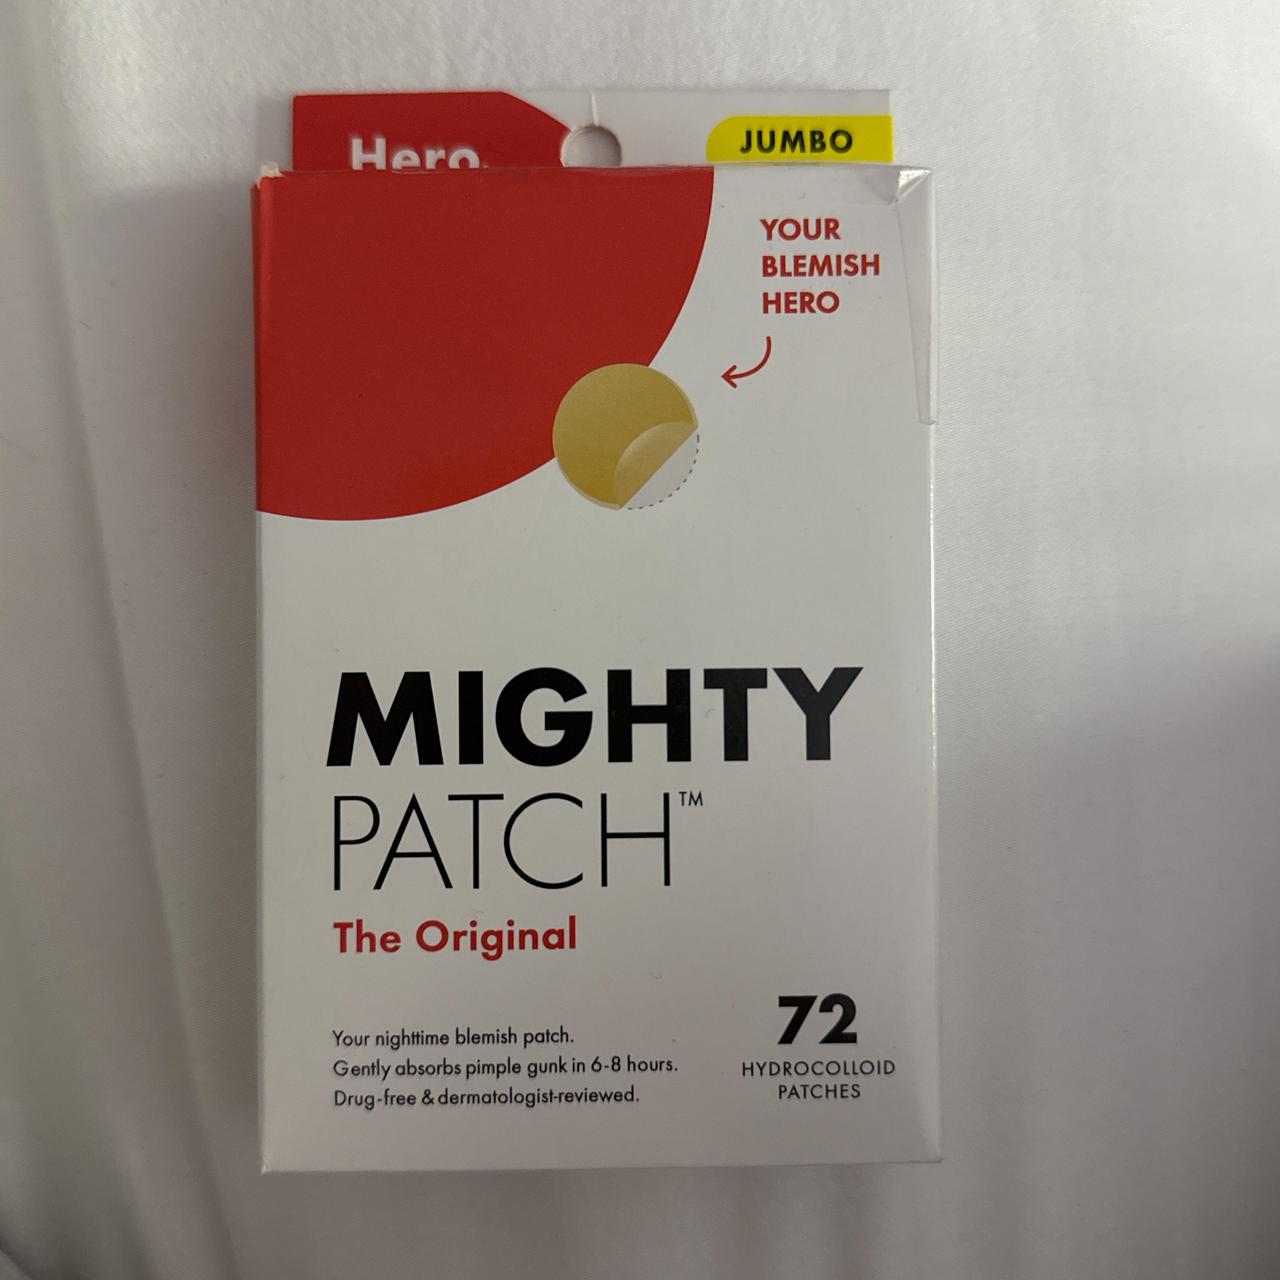 Hero.
JUMBO
YOUR
BLEMISH
HERO
MIGHTY
PATCH™
The Original
Your nighttime blemish patch.
Gently absorbs pimple gunk in 6-8 hours.
Drug-free & dermatologist-reviewed.
72
HYDROCOLLOID
PATCHES